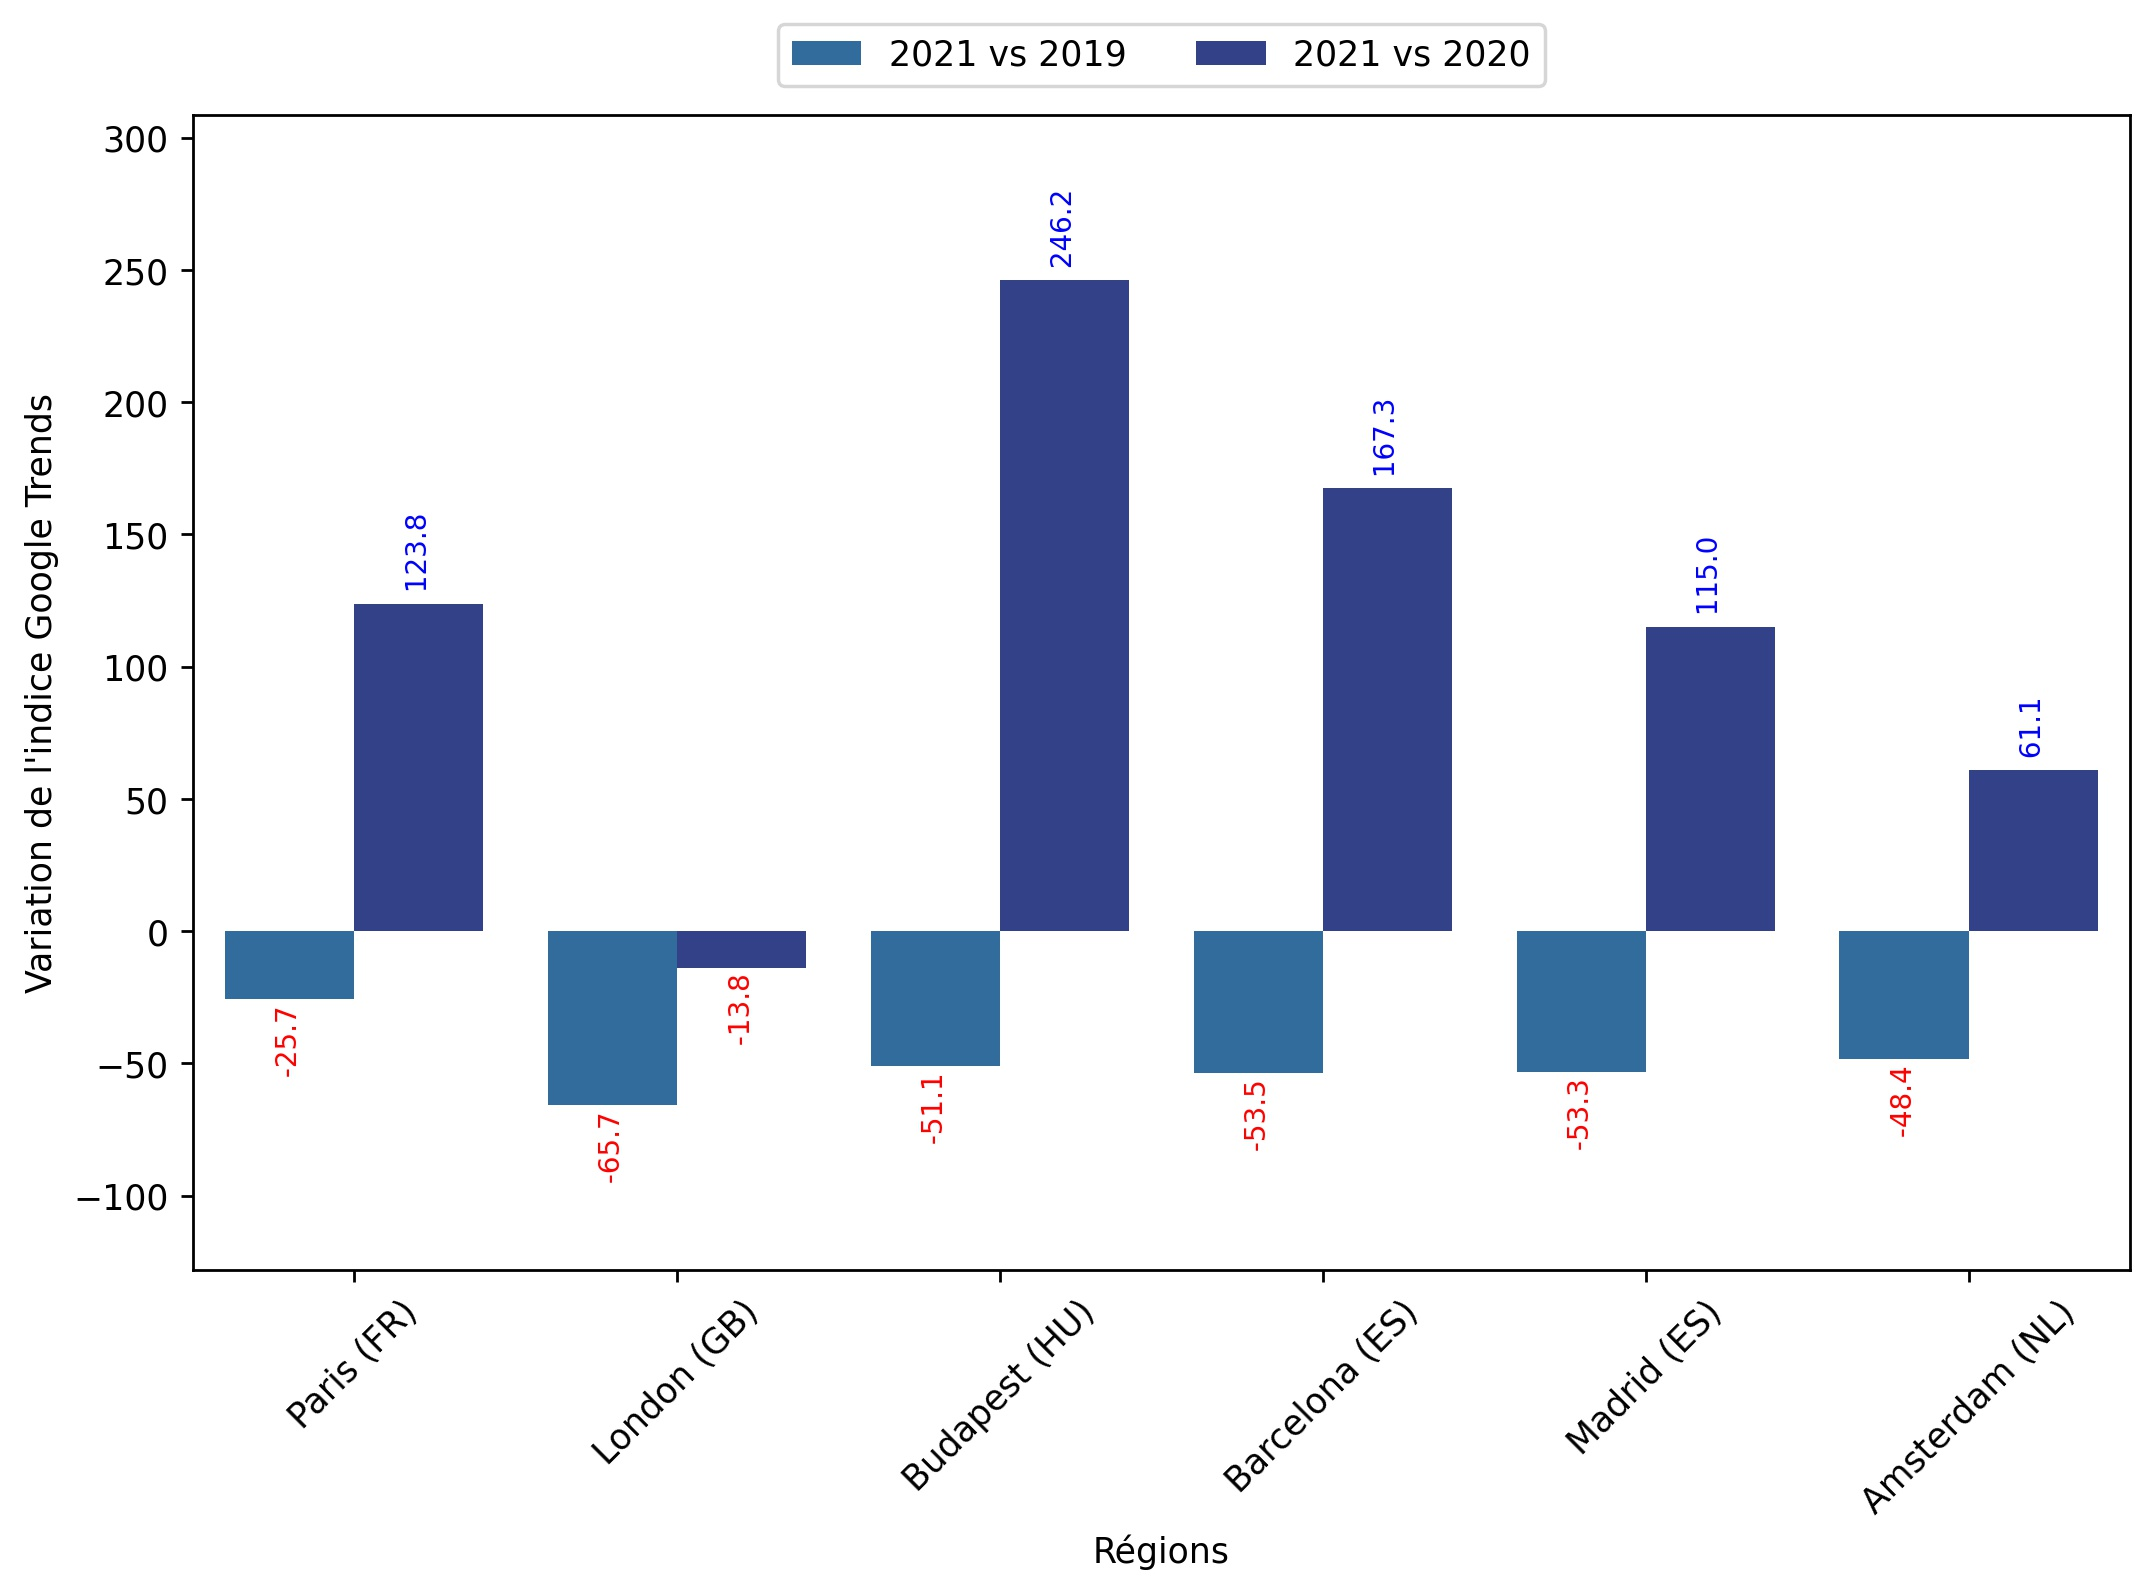 2021 vs 2019
2021 vs 2020
Variation de l'indice Google Trends
300
250
200
150
100
50
0
−50
−100
-25.7
123.8
-65.7
-13.8
-51.1
246.2
-53.5
167.3
-53.3
115.0
-48.4
61.1
Paris (FR)
London (GB)
Budapest (HU)
Barcelona (ES)
Madrid (ES)
Amsterdam (NL)
Régions